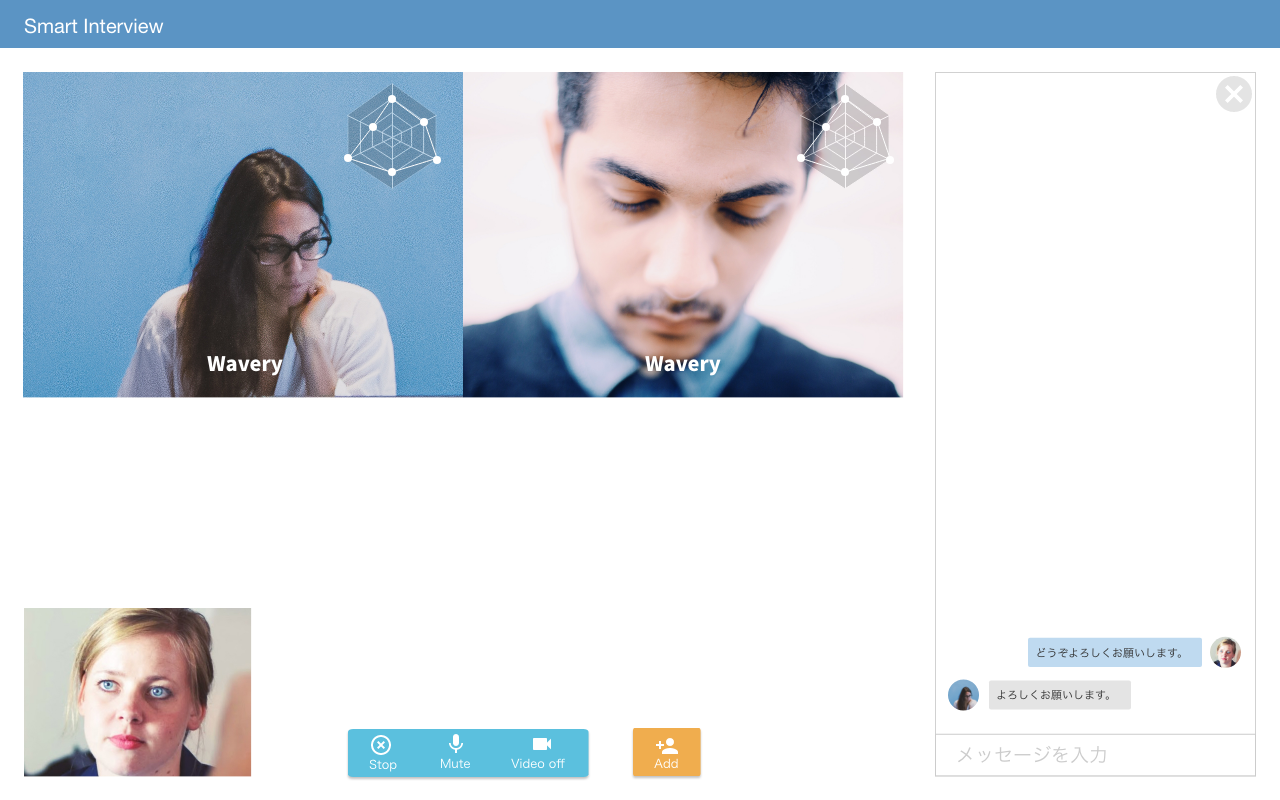 Smart Interview
Wavery
Wavery
どうぞよろしくお願いします。
よろしくお願いします。
メッセージを入力
Stop
Mute
Video off
Add